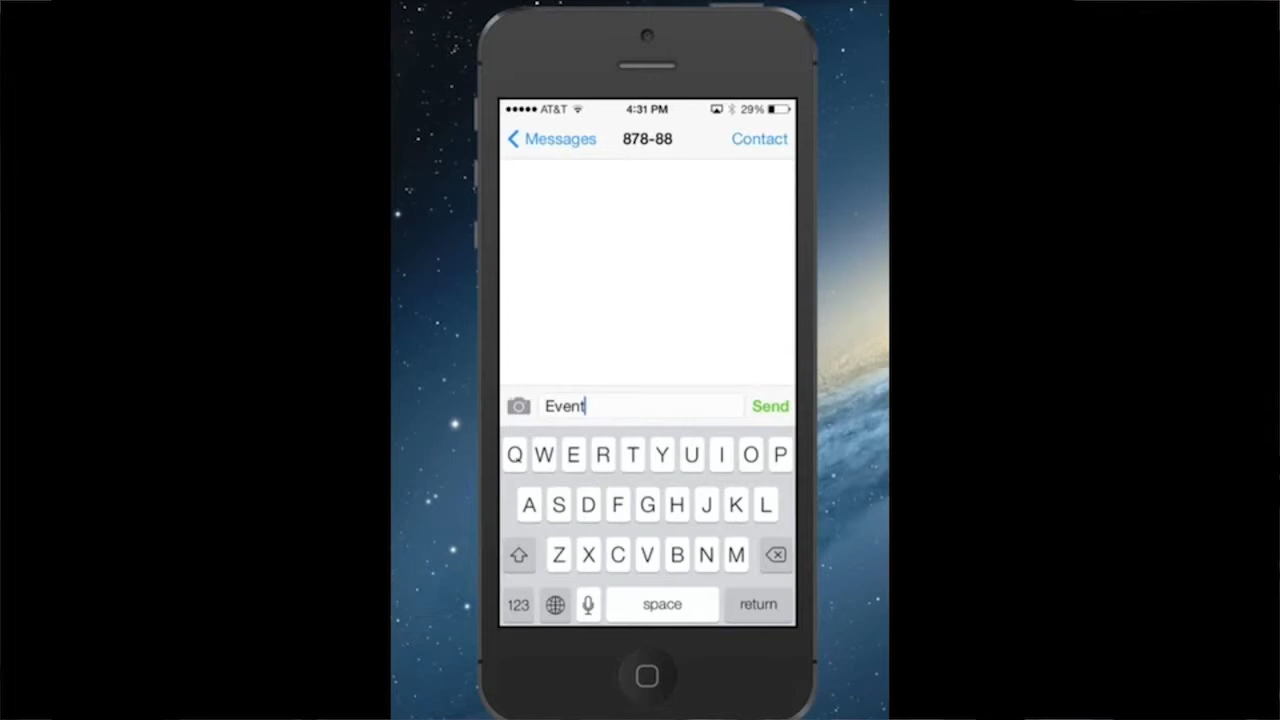 AT&T 4:31 PM 29%
Messages 878-88 Contact
Event Send
Q W E R T Y U I O P
A S D F G H J K L
Z X C V B N M
123 space return